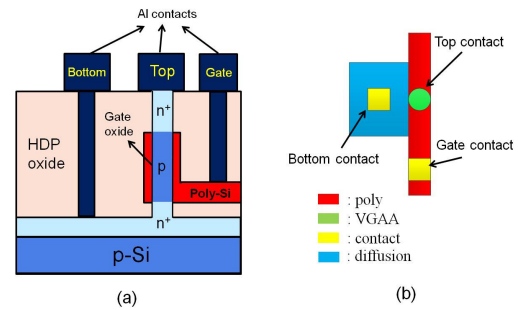 Al contacts
Bottom
Top
Gate
Gate
oxide
n⁺
HDP
oxide
p
Poly-Si
n⁺
p-Si
(a)
Top contact
Bottom contact
Gate contact
: poly
: VGAA
: contact
: diffusion
(b)